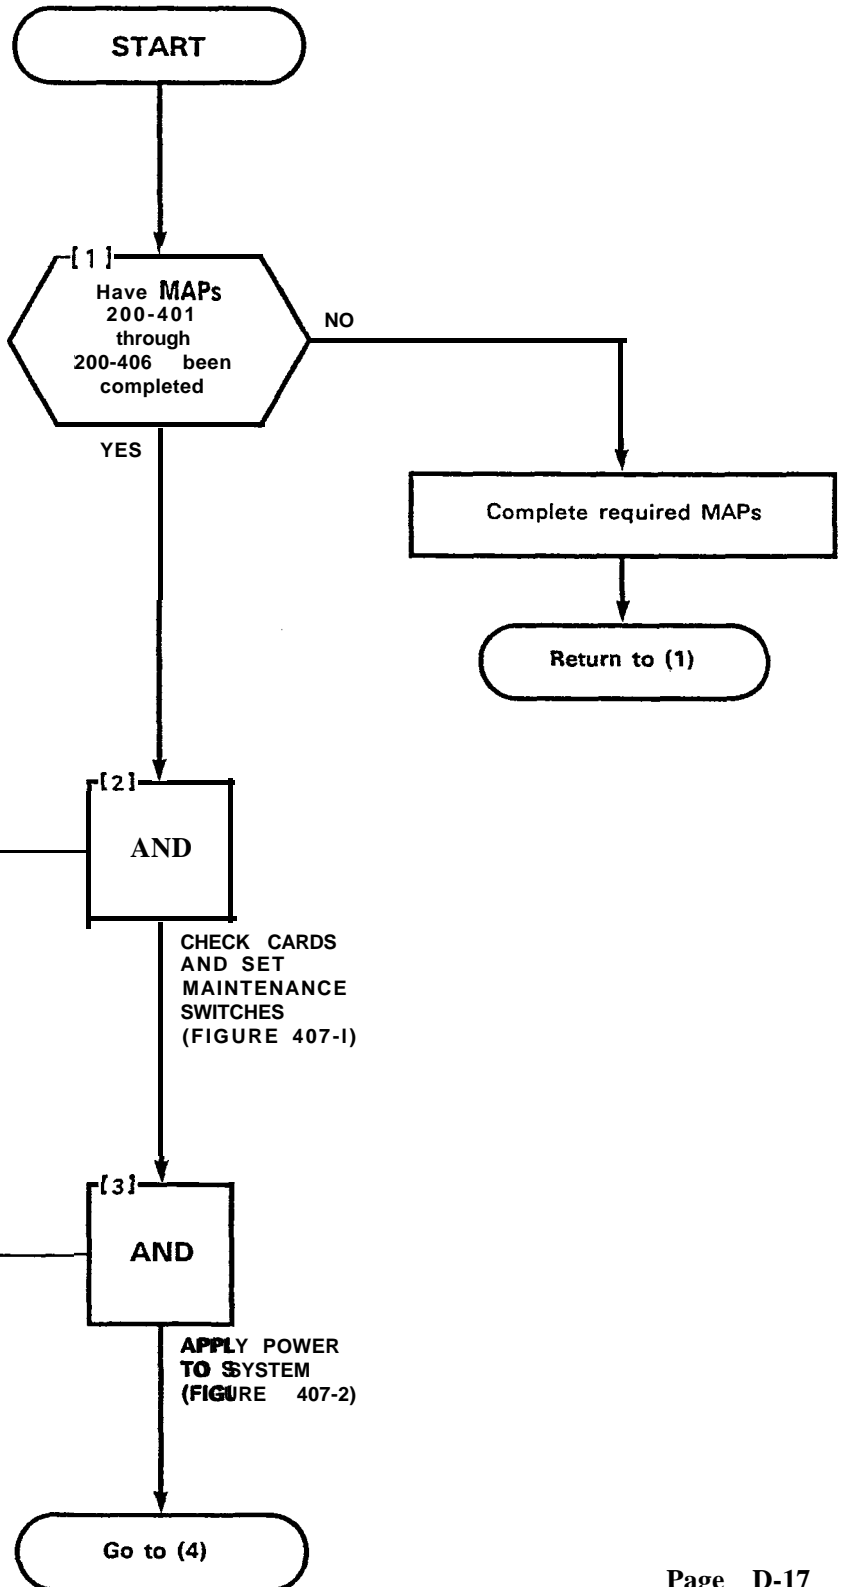 START
[1]
Have MAPs
200-401
through
200-406 been
completed
NO
YES
Complete required MAPs
Return to (1)
[2]
AND
CHECK CARDS
AND SET
MAINTENANCE
SWITCHES
(FIGURE 407-I)
[3]
AND
APPLY POWER
TO SYSTEM
(FIGURE 407-2)
Go to (4)
Page D-17